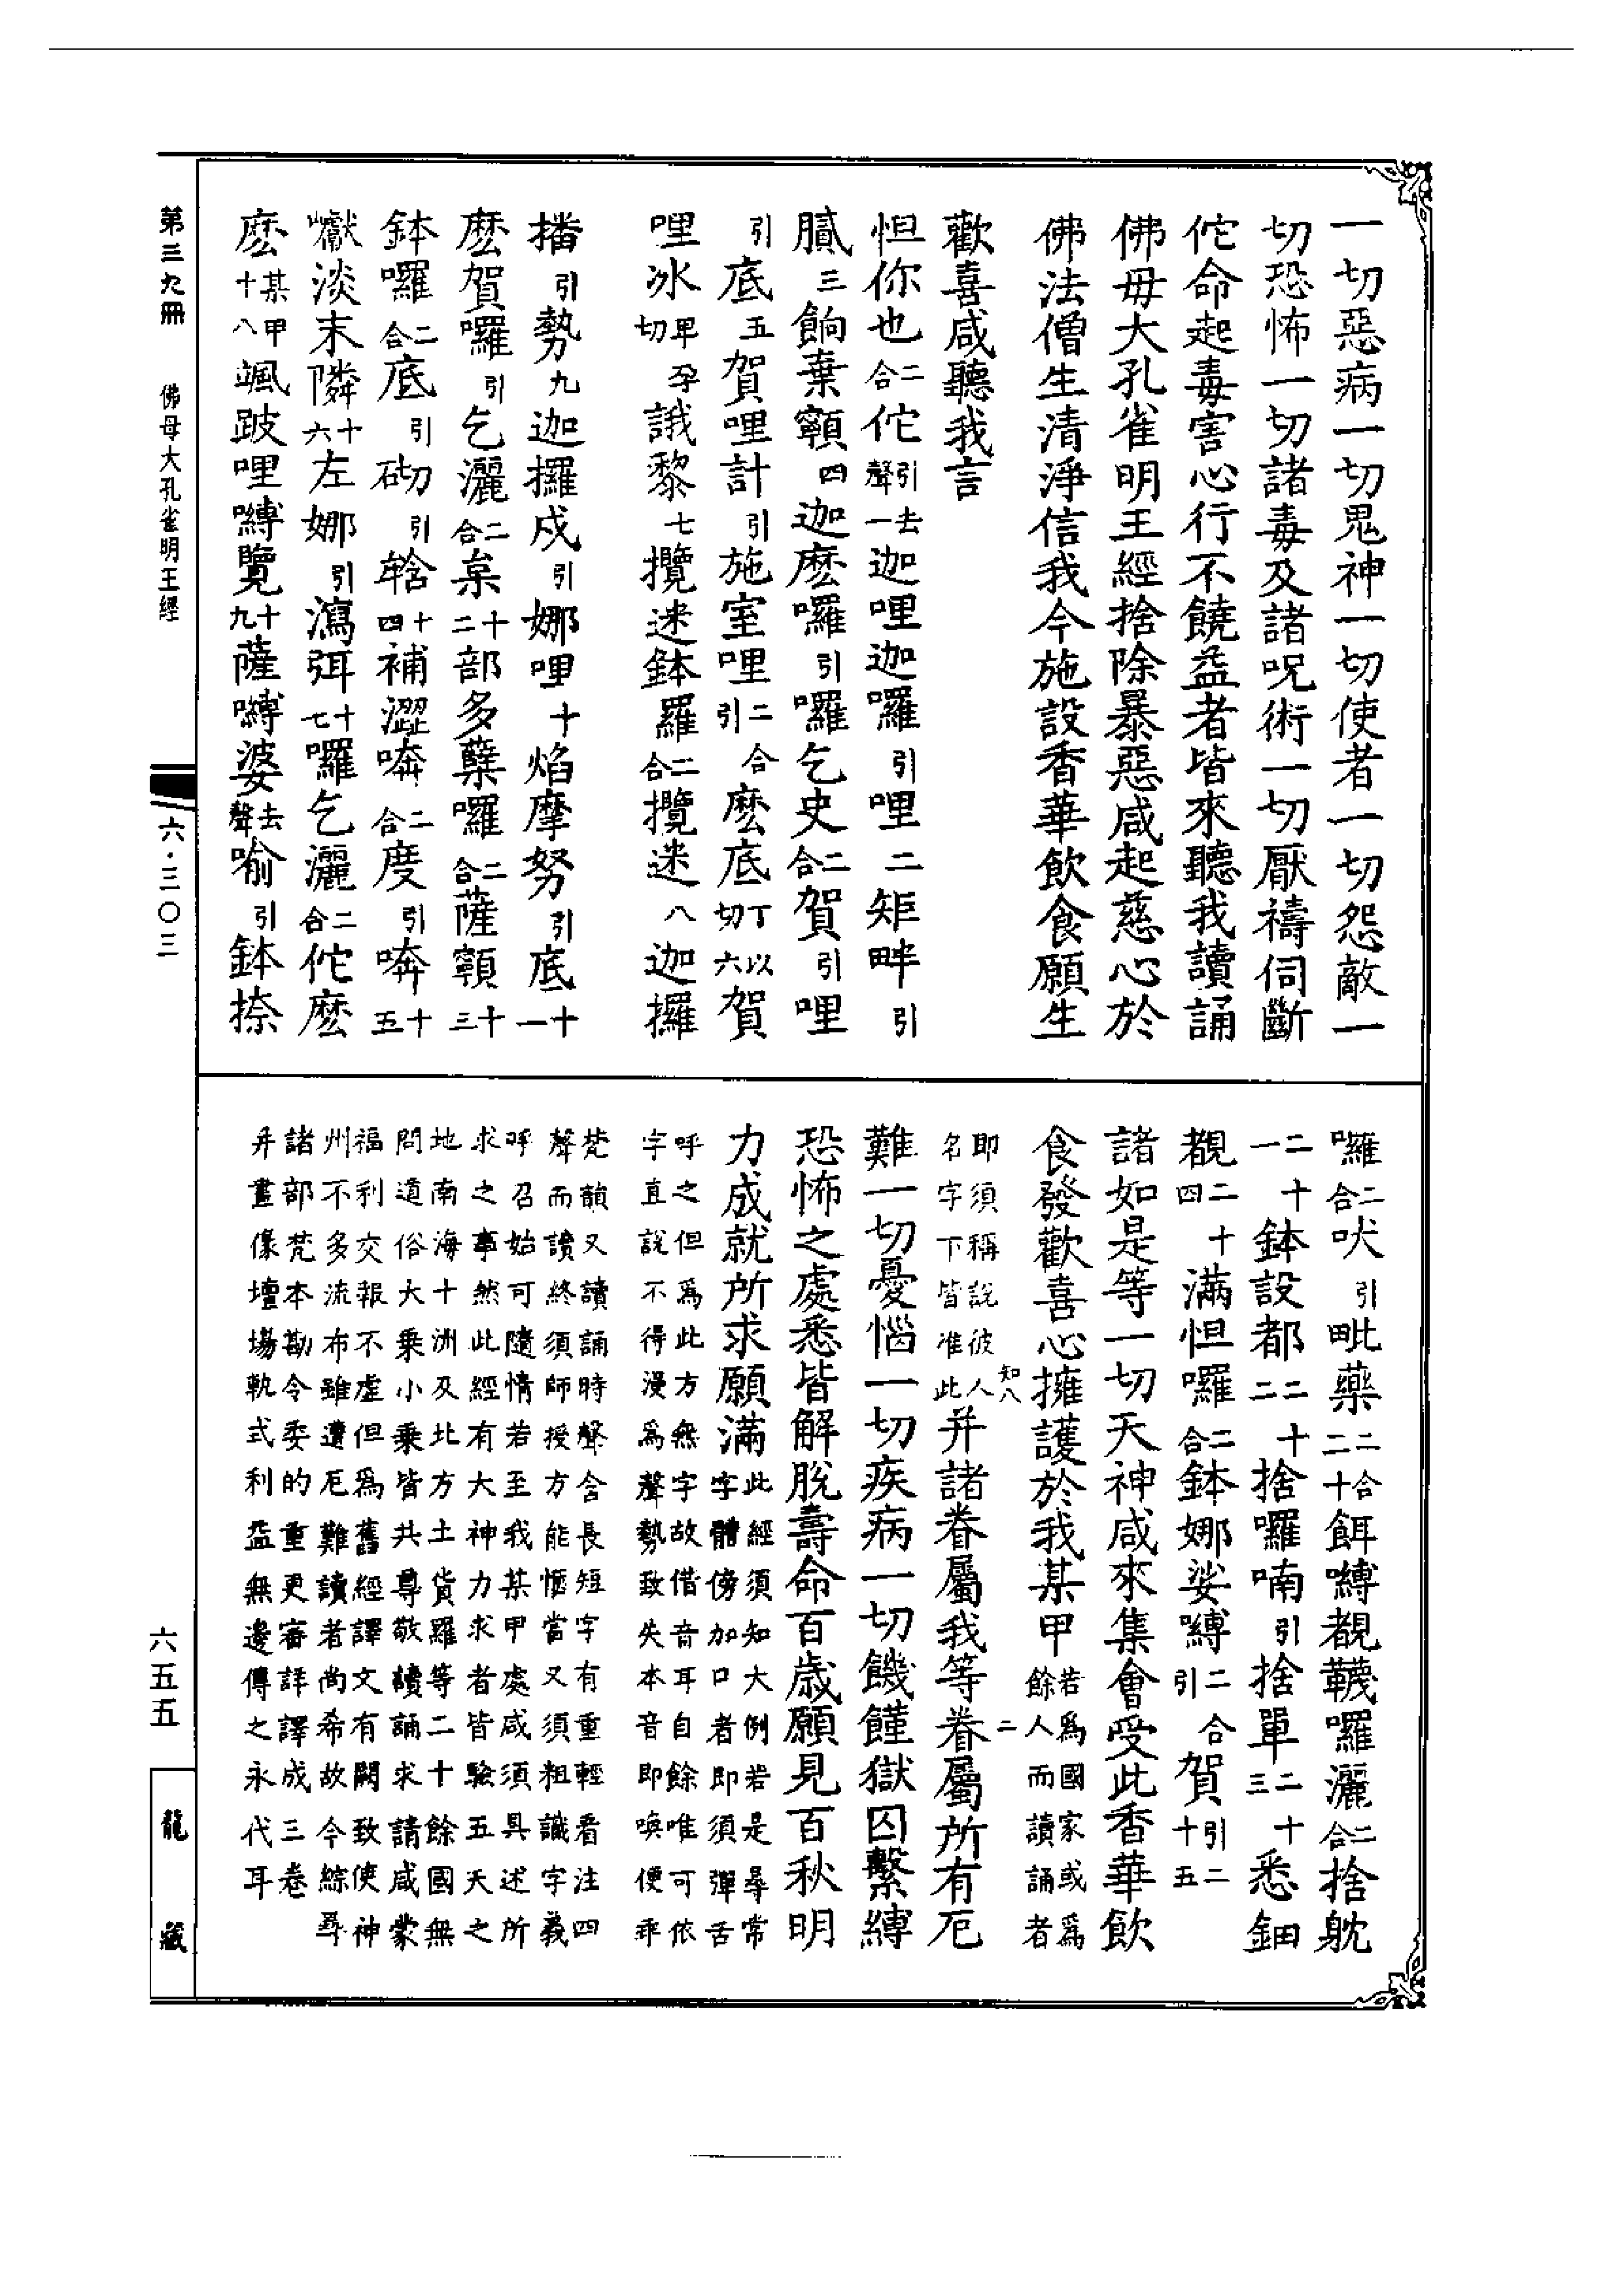 一切惡病一切鬼神一切使者一切怨敵一
切恐怖一切諸毒及諸呪術一切厭禱伺斷
佗命起毒害心行不饒益者皆來聽我讀誦
佛母大孔雀明王經捨除暴惡咸起慈心於
佛法僧生清淨信我今施設香華飲食願生
歡喜咸聽我言
怛你也二合佗引去聲一迦哩迦囉引哩二矩畔引
膩三餉棄顙四迦麽囉引囉乞史二合賀引哩
引底五賀哩計引施室哩二合引麽底丁以切六賀
哩冰卑孕切誐黎七攬迷鉢羅二合攬迷八迦攞
播引勢九迦攞戍引娜哩十焰摩努引底十一
麽賀囉引乞灑二合枲十二部多蘖囉二合薩顙十三
鉢囉二合底引砌引轄十四補澀喯二合度引喯十五
巘淡末隣十六左娜引瀉弭十七囉乞灑二合佗麽
麽某甲十八颯跛哩嚩覽十九薩嚩婆去聲喻引鉢捺
囉二合吠引毗藥二合二十餌嚩覩韈囉灑二合捨躭
二十一鉢設都二十二捨囉喃引捨單二十三悉鈿
覩二十四滿怛囉二合鉢娜娑嚩二合引賀引二十五
諸如是等一切天神咸來集會受此香華飲
食發歡喜心擁護於我某甲若爲國家或爲餘人而讀誦者
即須稱說彼人名字下皆准此知八并諸眷屬我等眷二屬所有厄
難一切憂惱一切疾病一切饑饉獄囚繫縛
恐怖之處悉皆解脫壽命百歲願見百秋明
力成就所求願滿此經須知大例若是尋常字體傍加口者即須彈舌
呼之但爲此方無字故借音耳自餘唯可依字直說不得漫爲聲勢致失本音即喚便乖
梵韻又讀誦時聲含長短字有重輕看注四聲而讀終須師授方能愜當又須粗識字義
呼召始可隨情若至我某甲處咸須具述所求之事然此經有大神力求者皆驗五天之
地南海十洲及北方土貨羅等二十餘國無問道俗大乗小乗皆共尊敬讀誦求請咸蒙
福利交報不虛但爲舊經譯文有闕致使神州不多流布雖遭厄難讀者尚希故今綜尋
諸部梵本勘令委的重更審詳譯成三卷并畫像壇場軌式利益無邊傳之永代耳
第三九冊　佛母大孔雀明王經
六·三〇三
六五五
龍藏